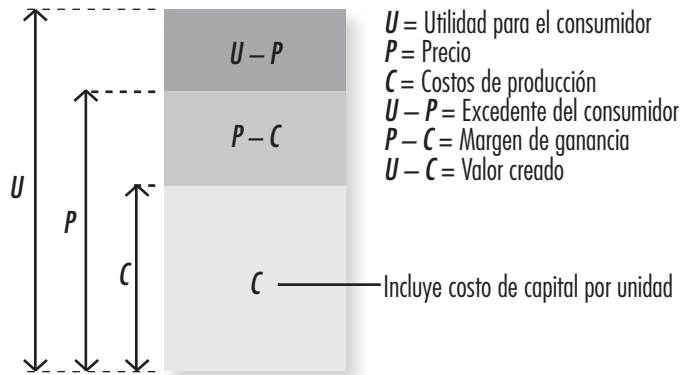 U = Utilidad para el consumidor
P = Precio
C = Costos de producción
U – P = Excedente del consumidor
P – C = Margen de ganancia
U – C = Valor creado
U – P
P – C
U
P
C
C
Incluye costo de capital por unidad